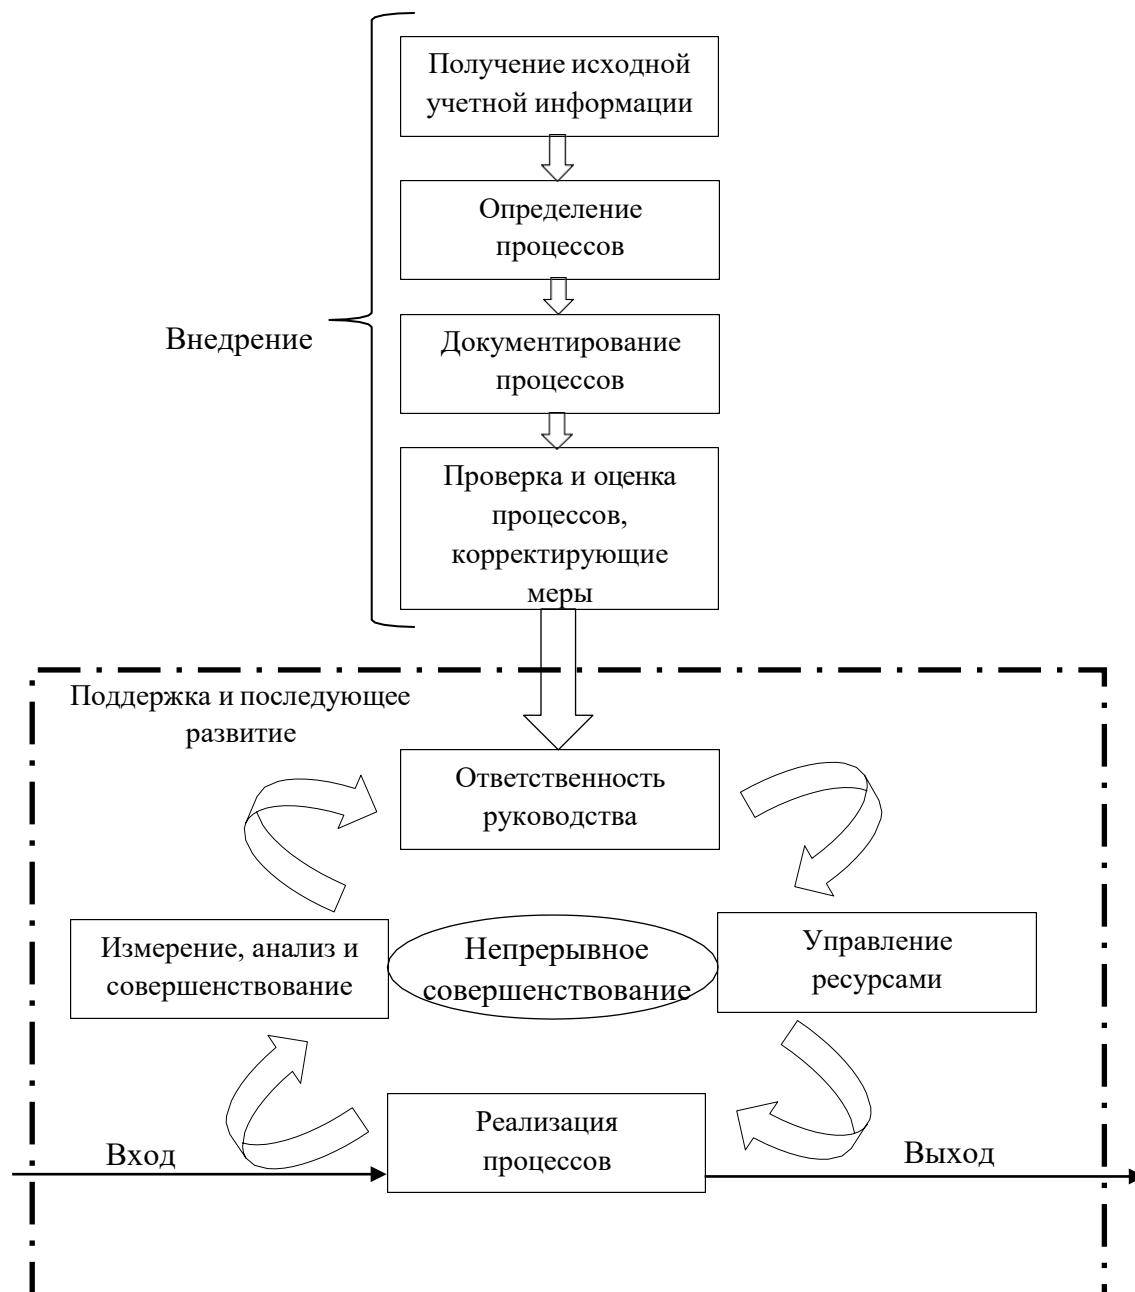 Получение исходной
учетной информации
Определение
процессов
Внедрение
Документирование
процессов
Проверка и оценка
процессов,
корректирующие
меры
Поддержка и последующее
развитие
Ответственность
руководства
Измерение, анализ и
совершенствование
Непрерывное
совершенствование
Управление
ресурсами
Реализация
процессов
Вход
Выход